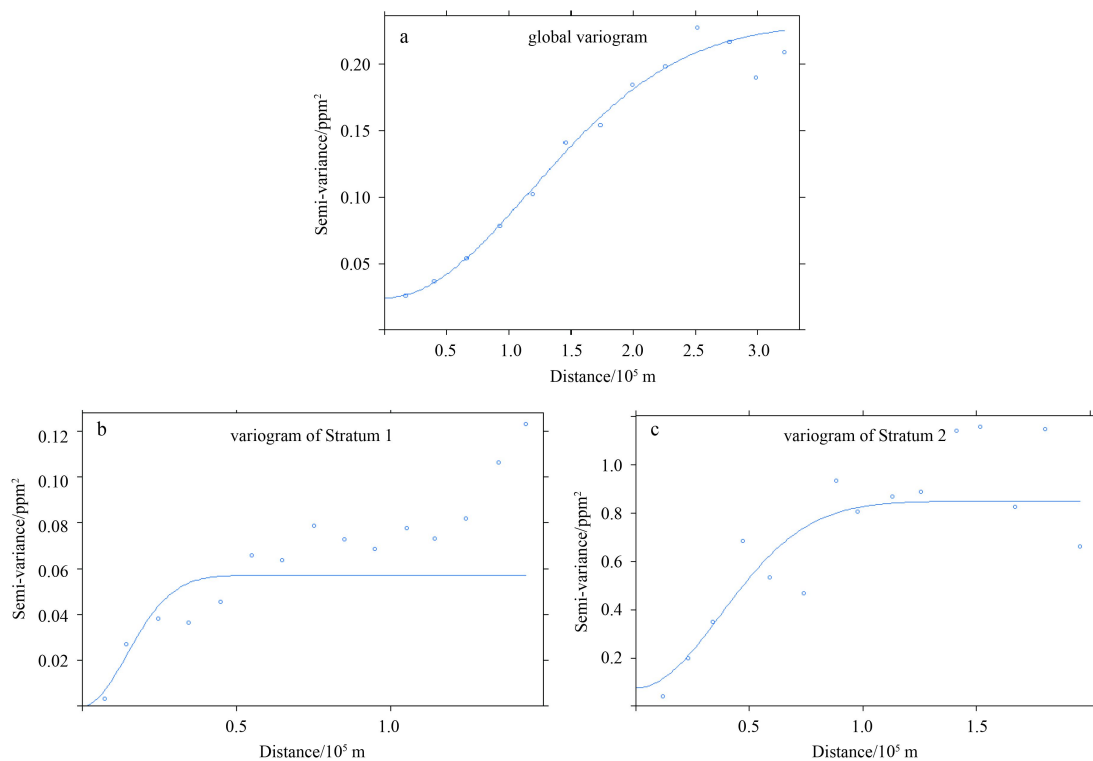 a
global variogram
Semi-variance/ppm²
0.20
0.15
0.10
0.05
0.5 1.0 1.5 2.0 2.5 3.0
Distance/10⁵ m
b
variogram of Stratum 1
Semi-variance/ppm²
0.12
0.10
0.08
0.06
0.04
0.02
0.5 1.0
Distance/10⁵ m
c
variogram of Stratum 2
Semi-variance/ppm²
1.0
0.8
0.6
0.4
0.2
0.5 1.0 1.5
Distance/10⁵ m